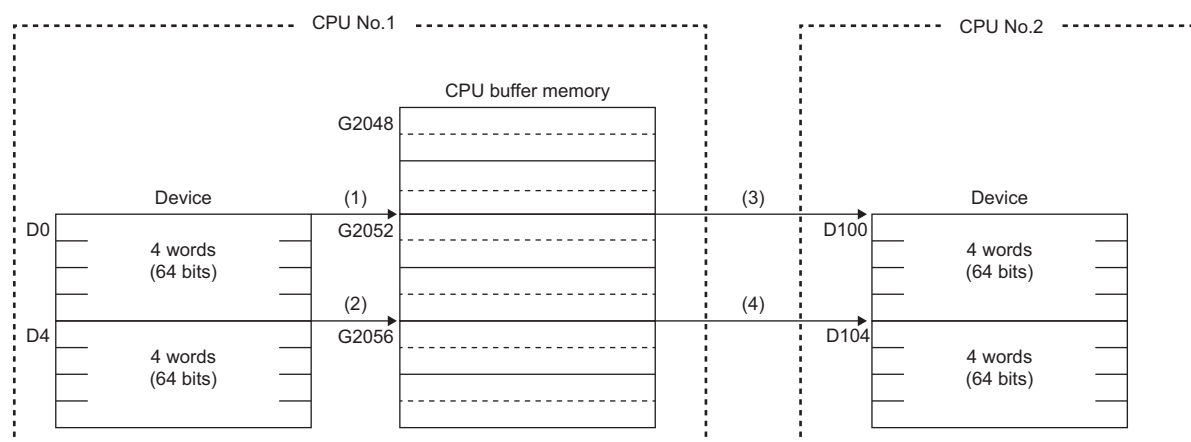 CPU No.1
CPU No.2
CPU buffer memory
G2048
Device
(1)
(3)
Device
D0
G2052
D100
4 words
(64 bits)
4 words
(64 bits)
(2)
(4)
D4
G2056
D104
4 words
(64 bits)
4 words
(64 bits)